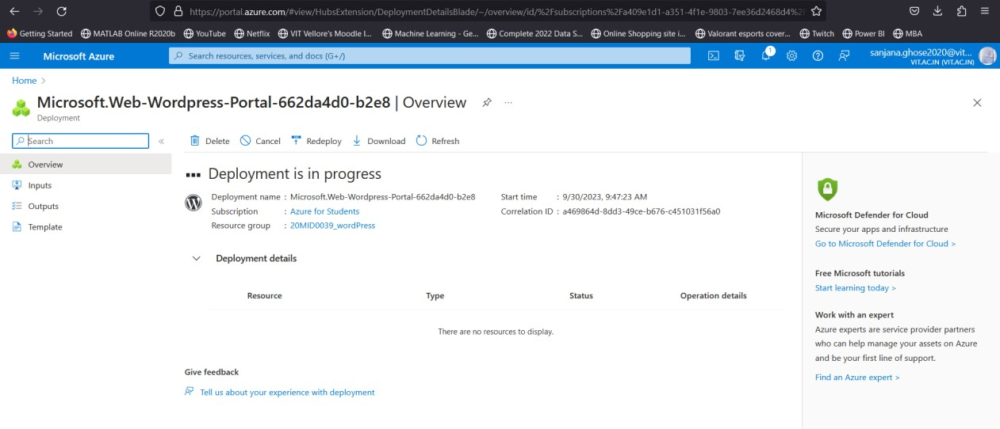 https://portal.azure.com/#view/HubsExtension/DeploymentDetailsBlade/~/overview/id/%2Fsubscriptions%2Fa409e1d1-a351-4f1e-9803-7ee36d2468d4%2F
Getting Started MATLAB Online R2020b YouTube Netflix VIT Vellore's Moodle l... Machine Learning - Ge... Complete 2022 Data S... Online Shopping site i... Valorant esports cover... Twitch Power BI MBA
Microsoft Azure Search resources, services, and docs (G+/) 1 sanjana.ghose2020@vit...
VIT.AC.IN (VIT.AC.IN)
Home
Microsoft.Web-Wordpress-Portal-662da4d0-b2e8 | Overview ...
Deployment
Search «
Delete Cancel Redeploy Download Refresh
Overview
Inputs
Outputs
Template
Deployment is in progress
Deployment name : Microsoft.Web-Wordpress-Portal-662da4d0-b2e8
Subscription : Azure for Students
Resource group : 20MID0039_wordPress
Start time : 9/30/2023, 9:47:23 AM
Correlation ID : a469864d-8dd3-49ce-b676-c451031f56a0
Deployment details
Resource Type Status Operation details
There are no resources to display.
Give feedback
Tell us about your experience with deployment
Microsoft Defender for Cloud
Secure your apps and infrastructure
Go to Microsoft Defender for Cloud >
Free Microsoft tutorials
Start learning today >
Work with an expert
Azure experts are service provider partners
who can help manage your assets on Azure
and be your first line of support.
Find an Azure expert >